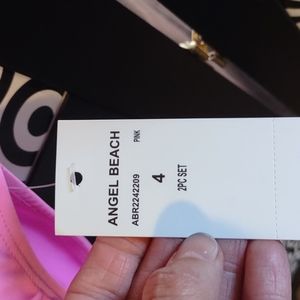 ANGEL BEACH
ABR2242209 PINK
4
2PC SET